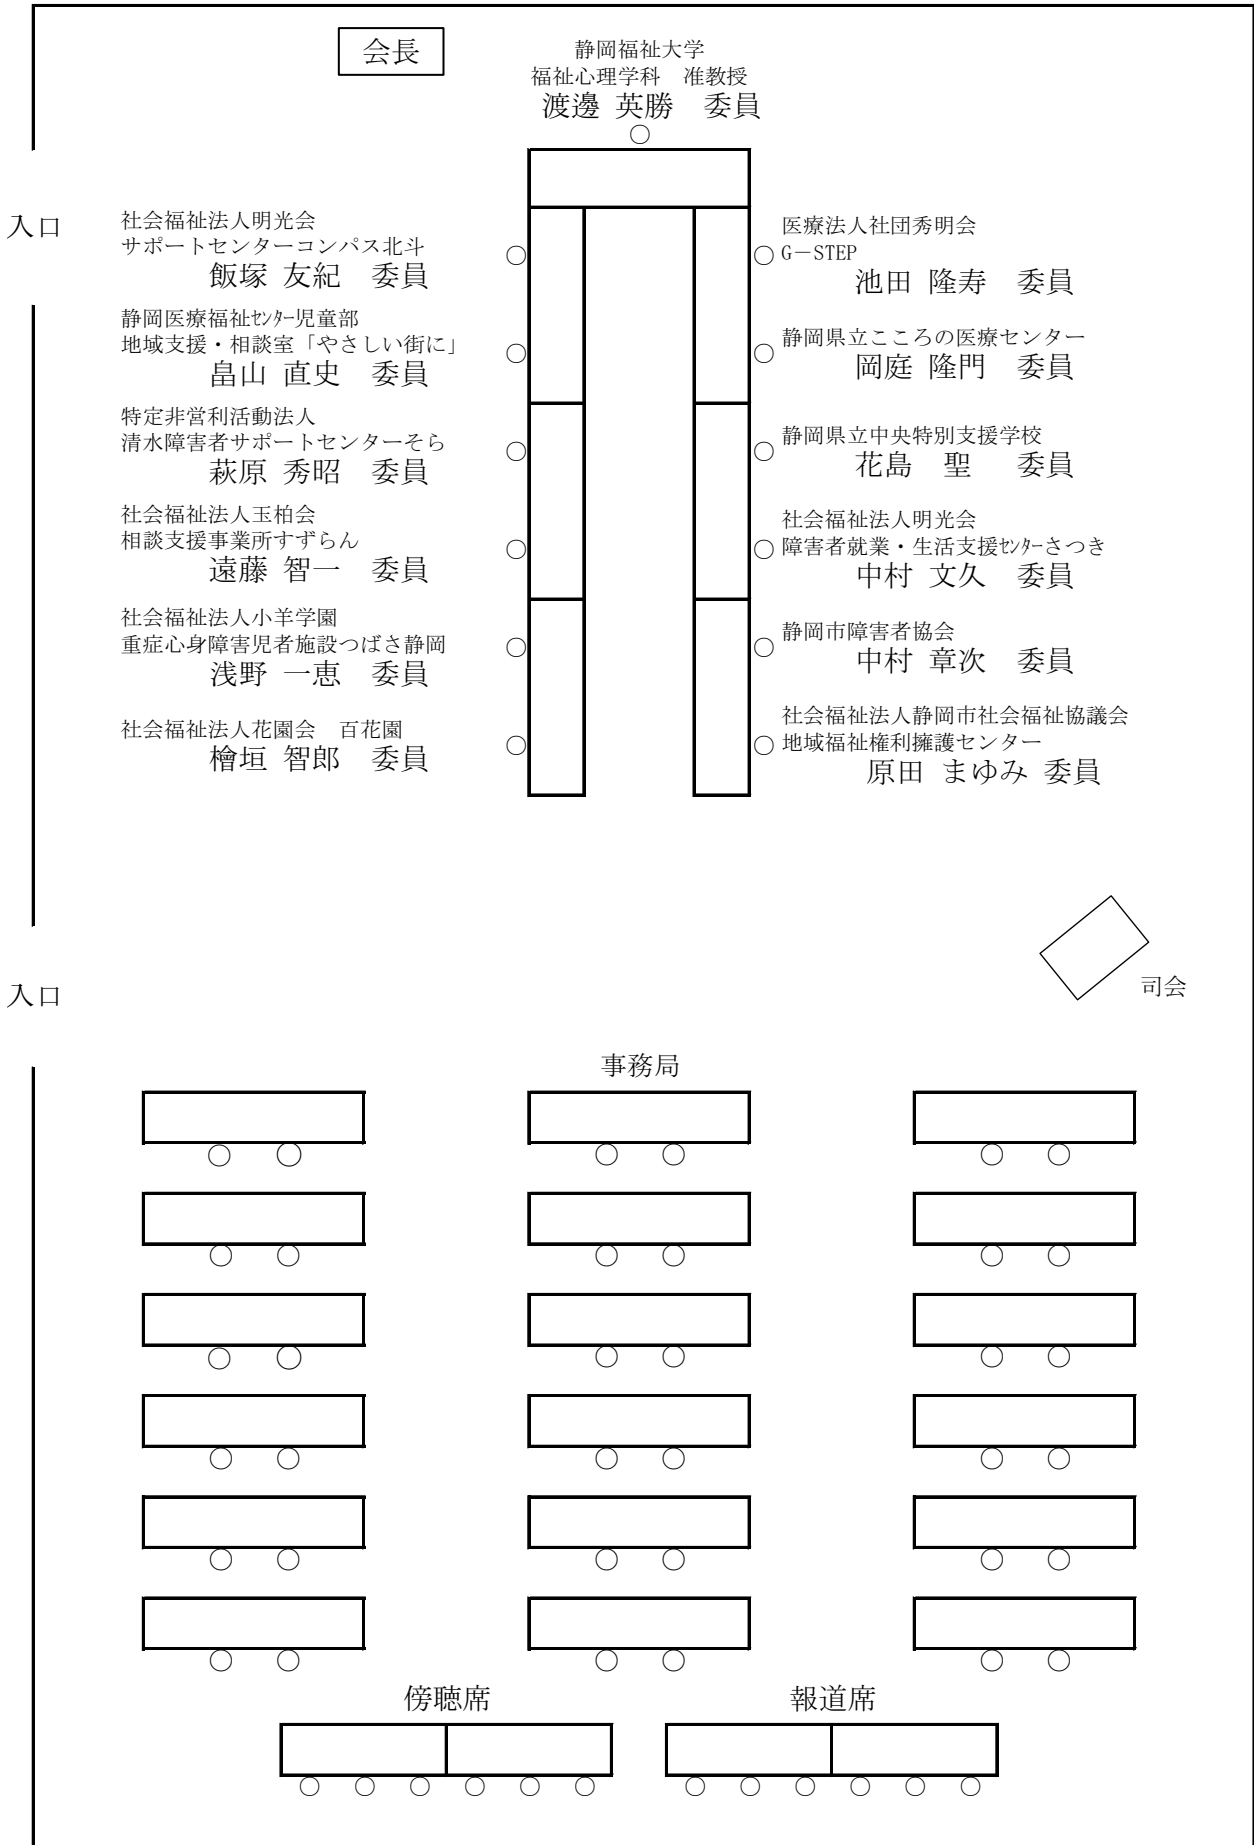 会長
静岡福祉大学
福祉心理学科　准教授
渡邊 英勝　委員
入口
社会福祉法人明光会
サポートセンターコンパス北斗
飯塚 友紀　委員
静岡医療福祉ｾﾝﾀｰ児童部
地域支援・相談室「やさしい街に」
畠山 直史　委員
特定非営利活動法人
清水障害者サポートセンターそら
萩原 秀昭　委員
社会福祉法人玉柏会
相談支援事業所すずらん
遠藤 智一　委員
社会福祉法人小羊学園
重症心身障害児者施設つばさ静岡
浅野 一恵　委員
社会福祉法人花園会　百花園
檜垣 智郎　委員
医療法人社団秀明会
G－STEP
池田 隆寿　委員
静岡県立こころの医療センター
岡庭 隆門　委員
静岡県立中央特別支援学校
花島　聖　委員
社会福祉法人明光会
障害者就業・生活支援ｾﾝﾀｰさつき
中村 文久　委員
静岡市障害者協会
中村 章次　委員
社会福祉法人静岡市社会福祉協議会
地域福祉権利擁護センター
原田 まゆみ 委員
司会
入口
事務局
傍聴席
報道席